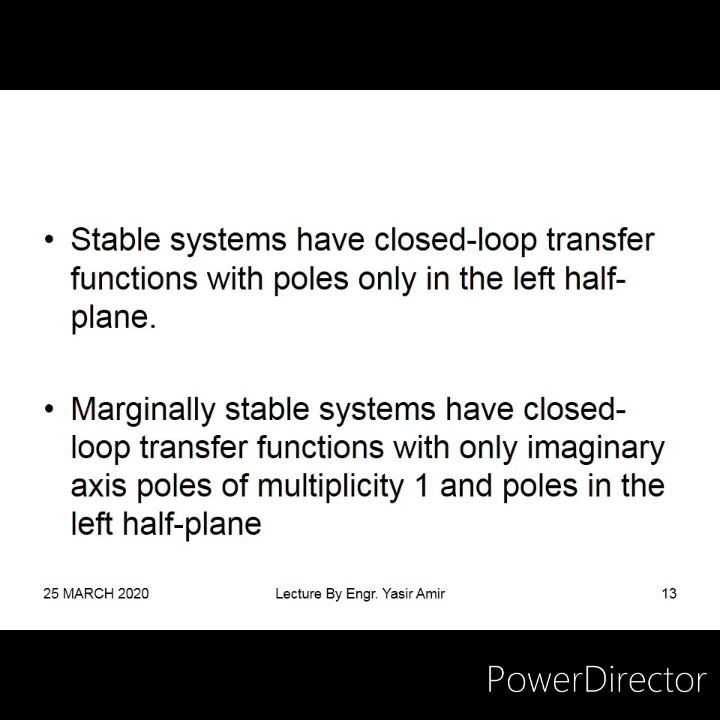 • Stable systems have closed-loop transfer
functions with poles only in the left half-
plane.
• Marginally stable systems have closed-
loop transfer functions with only imaginary
axis poles of multiplicity 1 and poles in the
left half-plane
25 MARCH 2020 Lecture By Engr. Yasir Amir 13
PowerDirector